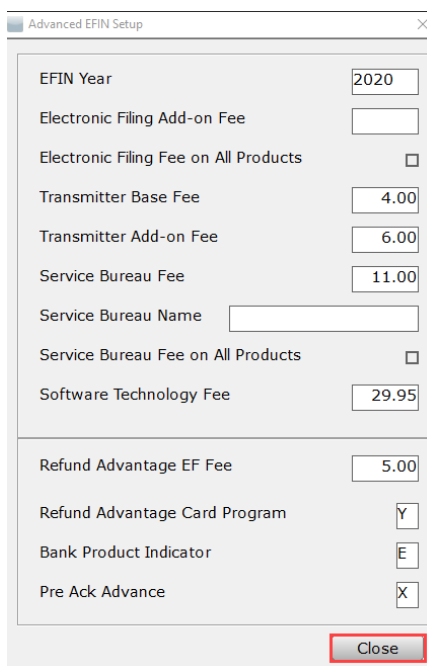 Advanced EFIN Setup
EFIN Year 2020
Electronic Filing Add-on Fee
Electronic Filing Fee on All Products
Transmitter Base Fee 4.00
Transmitter Add-on Fee 6.00
Service Bureau Fee 11.00
Service Bureau Name
Service Bureau Fee on All Products
Software Technology Fee 29.95
Refund Advantage EF Fee 5.00
Refund Advantage Card Program Y
Bank Product Indicator E
Pre Ack Advance X
Close